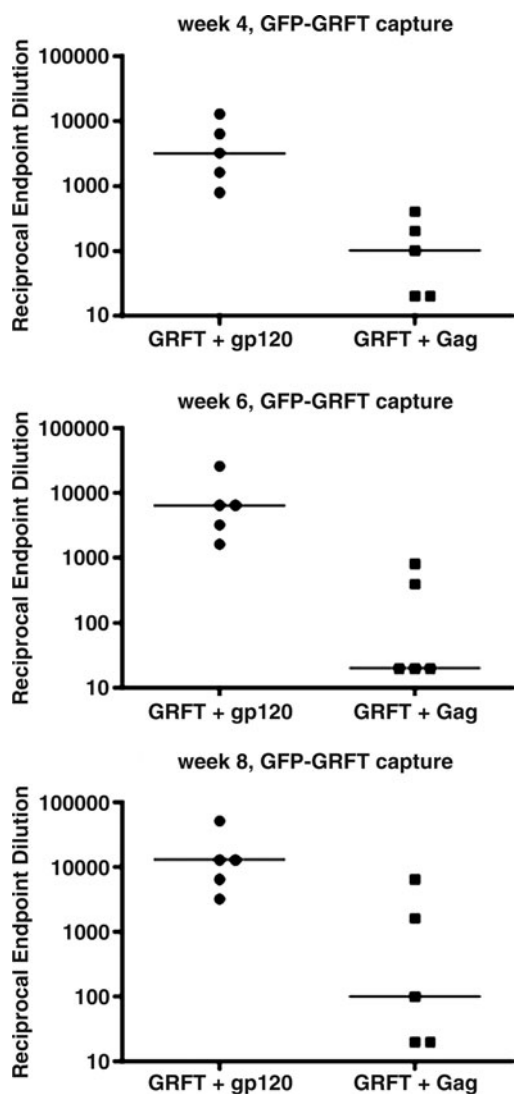 week 4, GFP-GRFT capture
Reciprocal Endpoint Dilution
100000
10000
1000
100
10
GRFT + gp120 GRFT + Gag
week 6, GFP-GRFT capture
Reciprocal Endpoint Dilution
100000
10000
1000
100
10
GRFT + gp120 GRFT + Gag
week 8, GFP-GRFT capture
Reciprocal Endpoint Dilution
100000
10000
1000
100
10
GRFT + gp120 GRFT + Gag